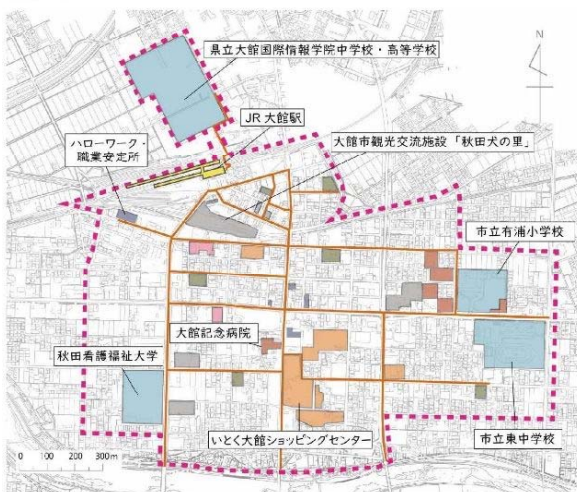 県立大館国際情報学院中学校・高等学校
JR 大館駅
ハローワーク・
職業安定所
大館市観光交流施設「秋田犬の里」
市立有浦小学校
大館記念病院
秋田看護福祉大学
いとく大館ショッピングセンター
市立東中学校
0 100 200 300m
N